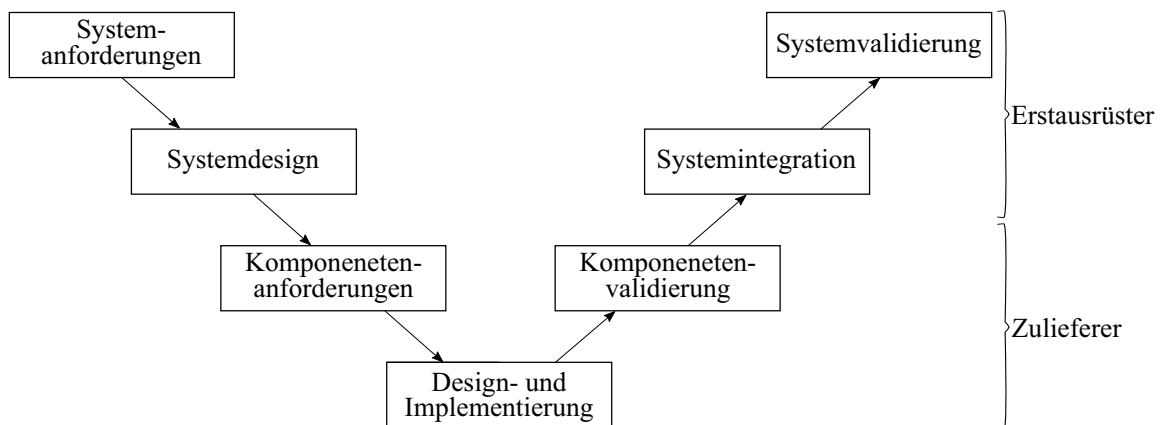 System-
anforderungen
Systemvalidierung
Erstausrüster
Systemdesign
Systemintegration
Komponeneten-
anforderungen
Komponeneten-
validierung
Zulieferer
Design- und
Implementierung